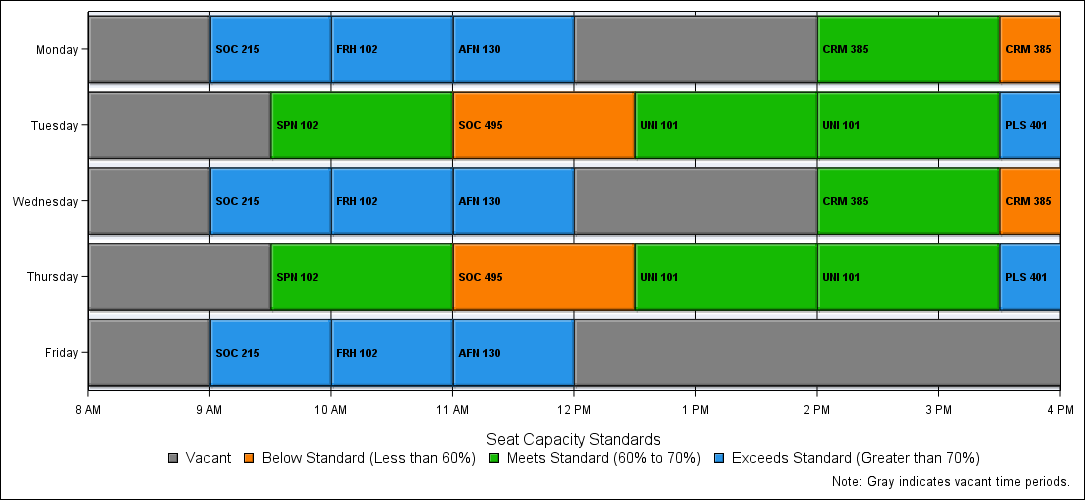 Monday SOC 215 FRH 102 AFN 130 CRM 385 CRM 385
Tuesday SPN 102 SOC 495 UNI 101 UNI 101 PLS 401
Wednesday SOC 215 FRH 102 AFN 130 CRM 385 CRM 385
Thursday SPN 102 SOC 495 UNI 101 UNI 101 PLS 401
Friday SOC 215 FRH 102 AFN 130
8 AM 9 AM 10 AM 11 AM 12 PM 1 PM 2 PM 3 PM 4 PM
Seat Capacity Standards
Vacant Below Standard (Less than 60%) Meets Standard (60% to 70%) Exceeds Standard (Greater than 70%)
Note: Gray indicates vacant time periods.